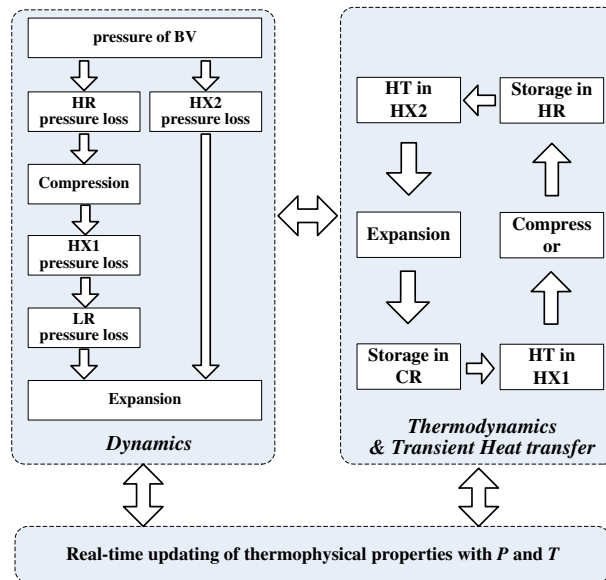 pressure of BV
HR
pressure loss
HX2
pressure loss
Compression
HX1
pressure loss
LR
pressure loss
Expansion
Dynamics
HT in
HX2
Storage in
HR
Expansion
Compress
or
Storage in
CR
HT in
HX1
Thermodynamics
& Transient Heat transfer
Real-time updating of thermophysical properties with P and T